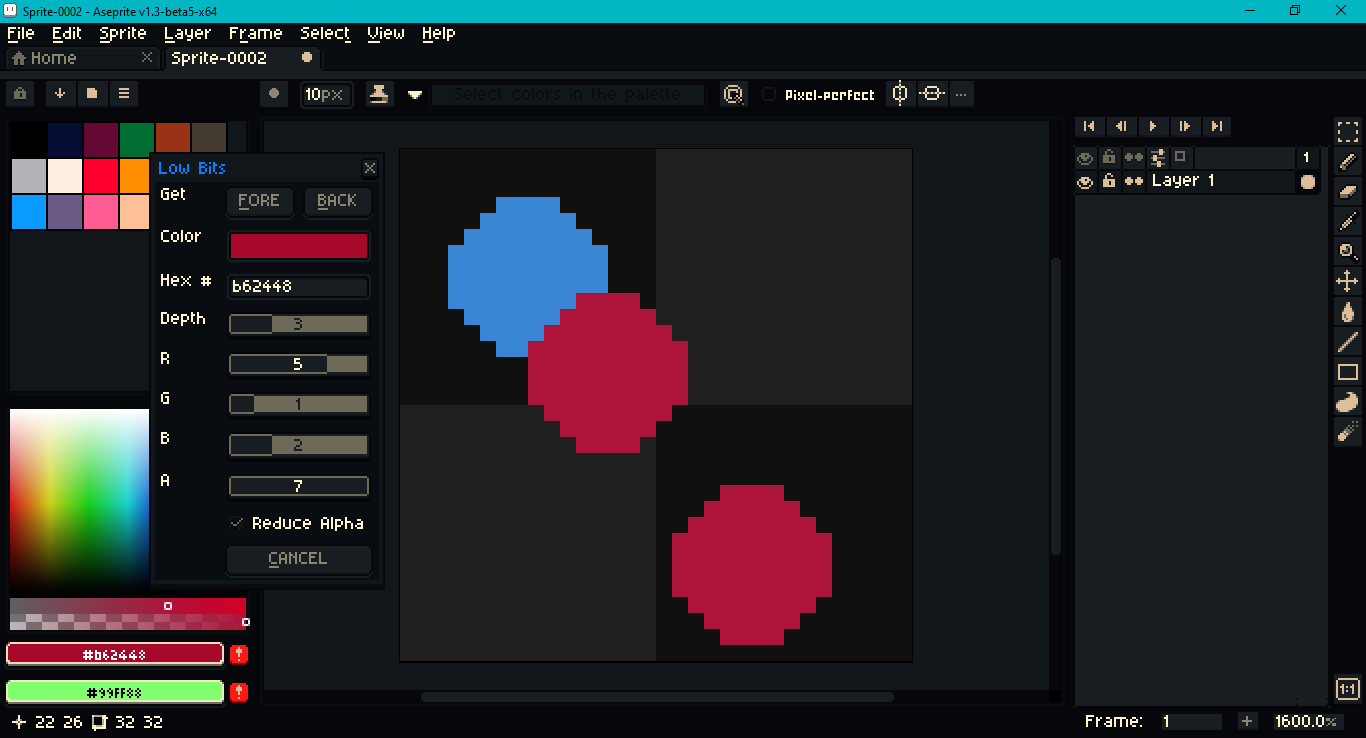 Sprite-0002 - Aseprite v1.3-beta5-x64
File Edit Sprite Layer Frame Select View Help
Home Sprite-0002
10px Select colors in the palette Pixel-perfect ...
1
Layer 1
Low Bits
Get FORE BACK
Color
Hex # b62448
Depth 3
R 5
G 1
B 2
A 7
Reduce Alpha
CANCEL
#b62448 !
#99FF88 !
1:1
22 26 32 32
Frame: 1 + 1600.0%